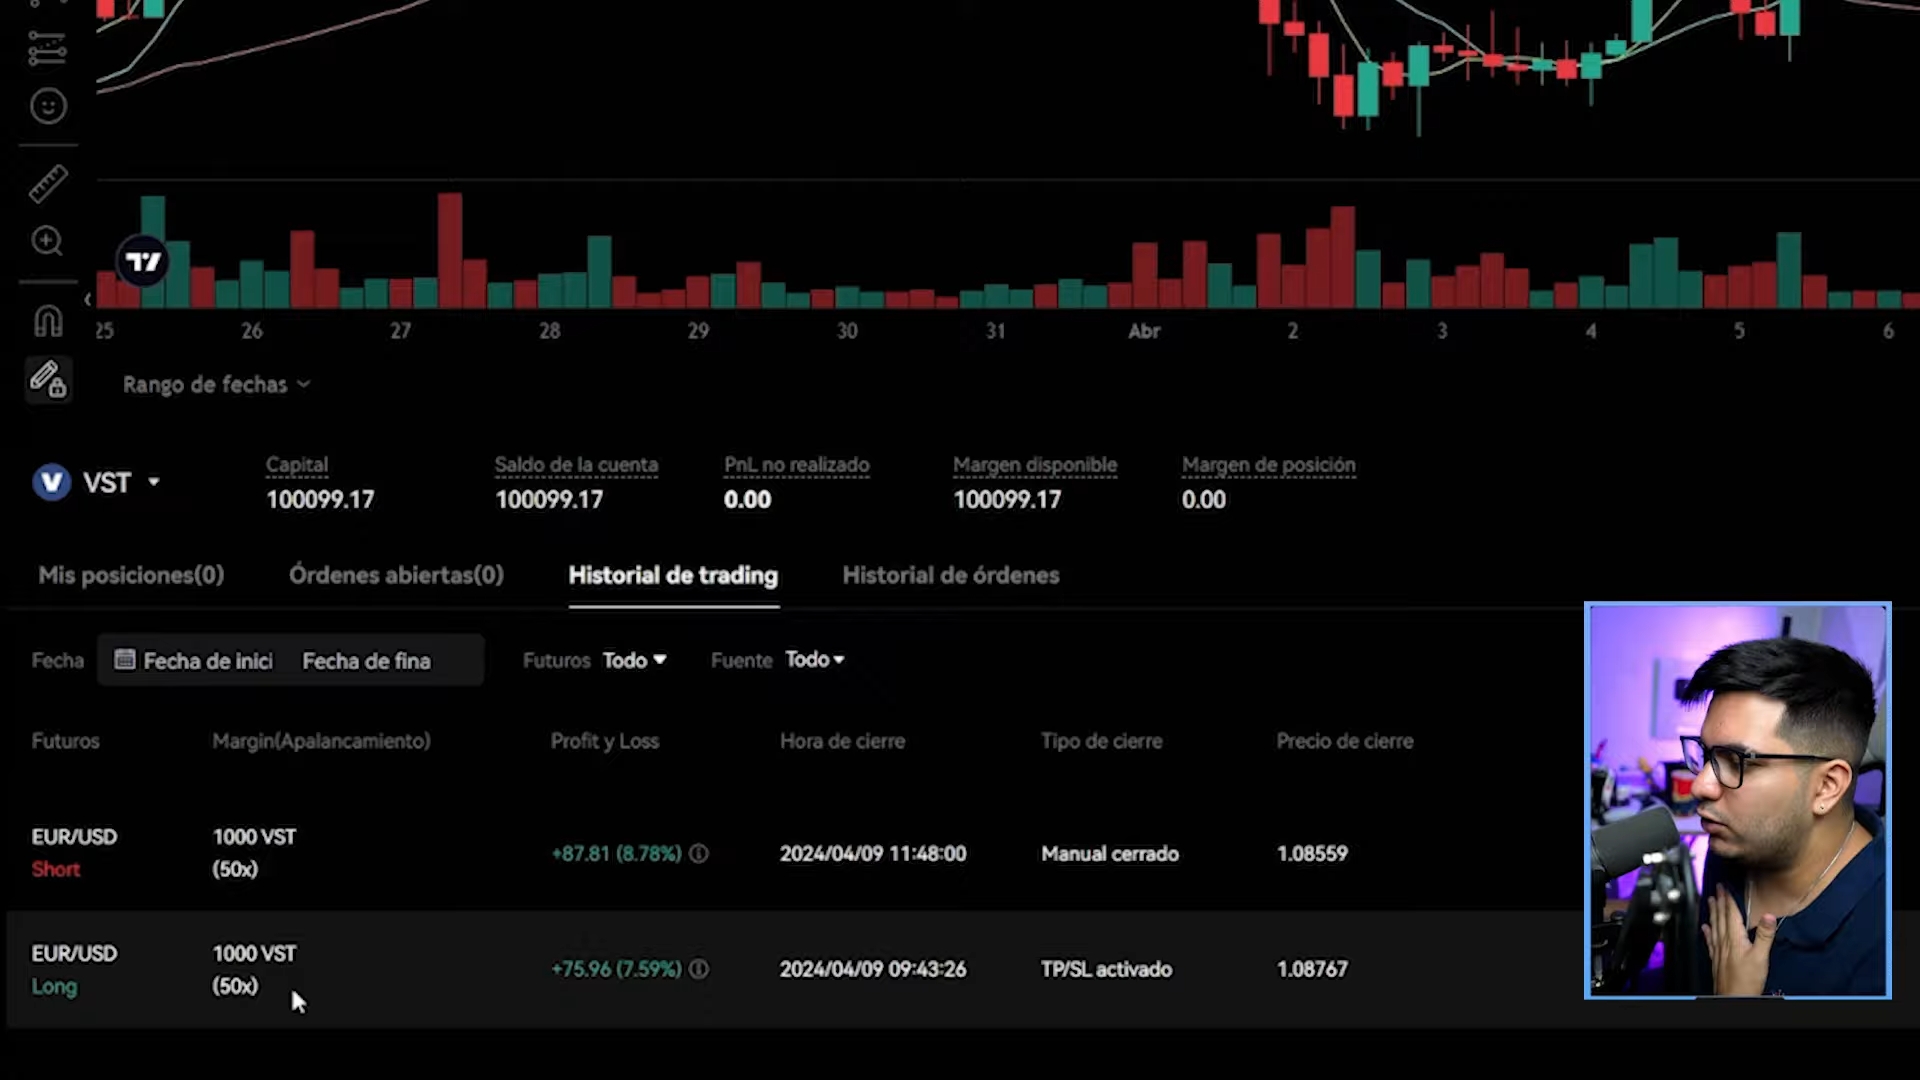 25 26 27 28 29 30 31 Abr 2 3 4 5 6
Rango de fechas
VST
Capital Saldo de la cuenta PnL no realizado Margen disponible Margen de posición
100099.17 100099.17 0.00 100099.17 0.00
Mis posiciones(0) Órdenes abiertas(0) Historial de trading Historial de órdenes
Fecha Fecha de inici Fecha de fina Futuros Todo Fuente Todo
Futuros Margin(Apalancamiento) Profit y Loss Hora de cierre Tipo de cierre Precio de cierre
EUR/USD 1000 VST
+87.81 (8.78%) 2024/04/09 11:48:00 Manual cerrado 1.08559
Short (50x)
EUR/USD 1000 VST
+75.96 (7.59%) 2024/04/09 09:43:26 TP/SL activado 1.08767
Long (50x)